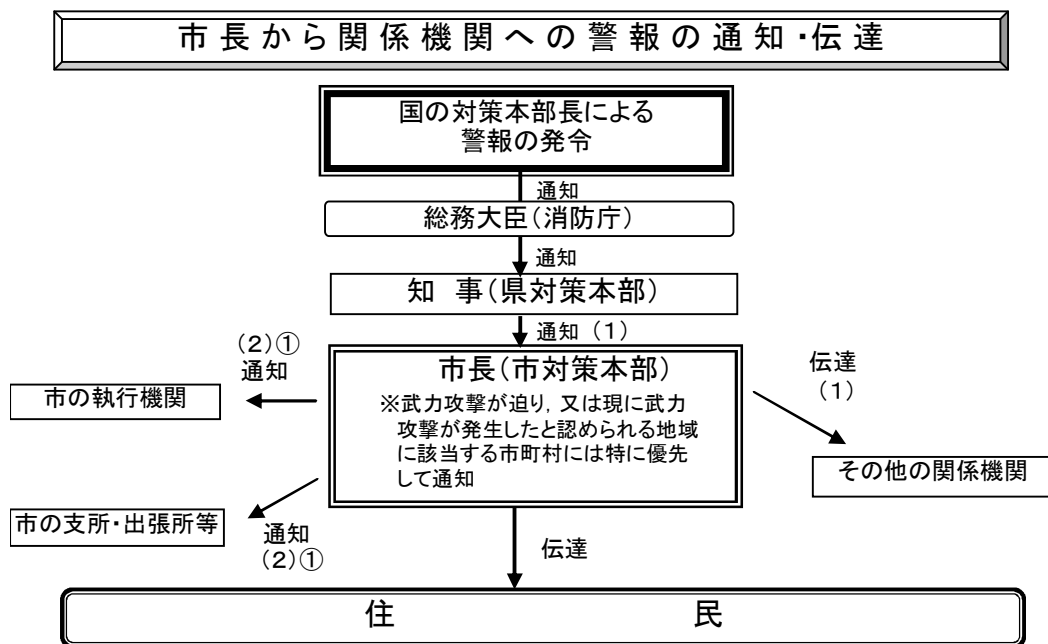 市長から関係機関への警報の通知・伝達
国の対策本部長による
警報の発令
通知
総務大臣(消防庁)
通知
知 事(県対策本部)
通知 (1)
(2)①
通知
市長(市対策本部)
※武力攻撃が迫り,又は現に武力
攻撃が発生したと認められる地域
に該当する市町村には特に優先
して通知
伝達
(1)
市の執行機関
その他の関係機関
市の支所・出張所等
通知
(2)①
伝達
住 民